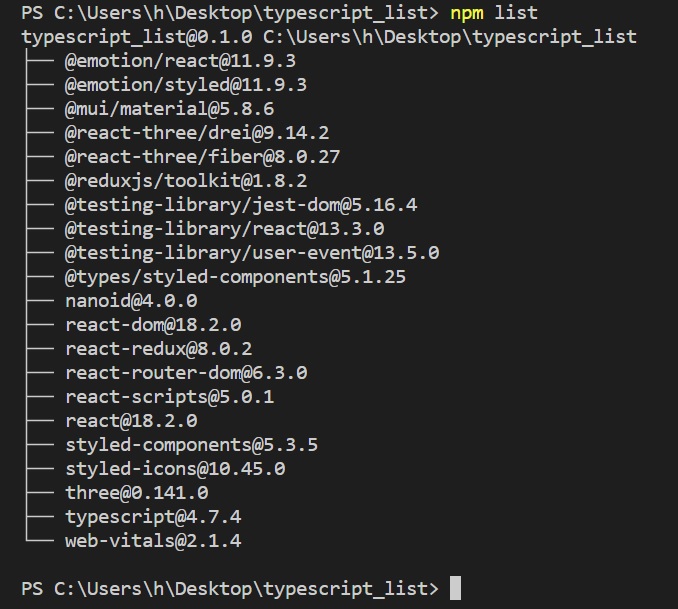 PS C:\Users\h\Desktop\typescript_list> npm list
typescript_list@0.1.0 C:\Users\h\Desktop\typescript_list
├── @emotion/react@11.9.3
├── @emotion/styled@11.9.3
├── @mui/material@5.8.6
├── @react-three/drei@9.14.2
├── @react-three/fiber@8.0.27
├── @reduxjs/toolkit@1.8.2
├── @testing-library/jest-dom@5.16.4
├── @testing-library/react@13.3.0
├── @testing-library/user-event@13.5.0
├── @types/styled-components@5.1.25
├── nanoid@4.0.0
├── react-dom@18.2.0
├── react-redux@8.0.2
├── react-router-dom@6.3.0
├── react-scripts@5.0.1
├── react@18.2.0
├── styled-components@5.3.5
├── styled-icons@10.45.0
├── three@0.141.0
├── typescript@4.7.4
└── web-vitals@2.1.4
PS C:\Users\h\Desktop\typescript_list>